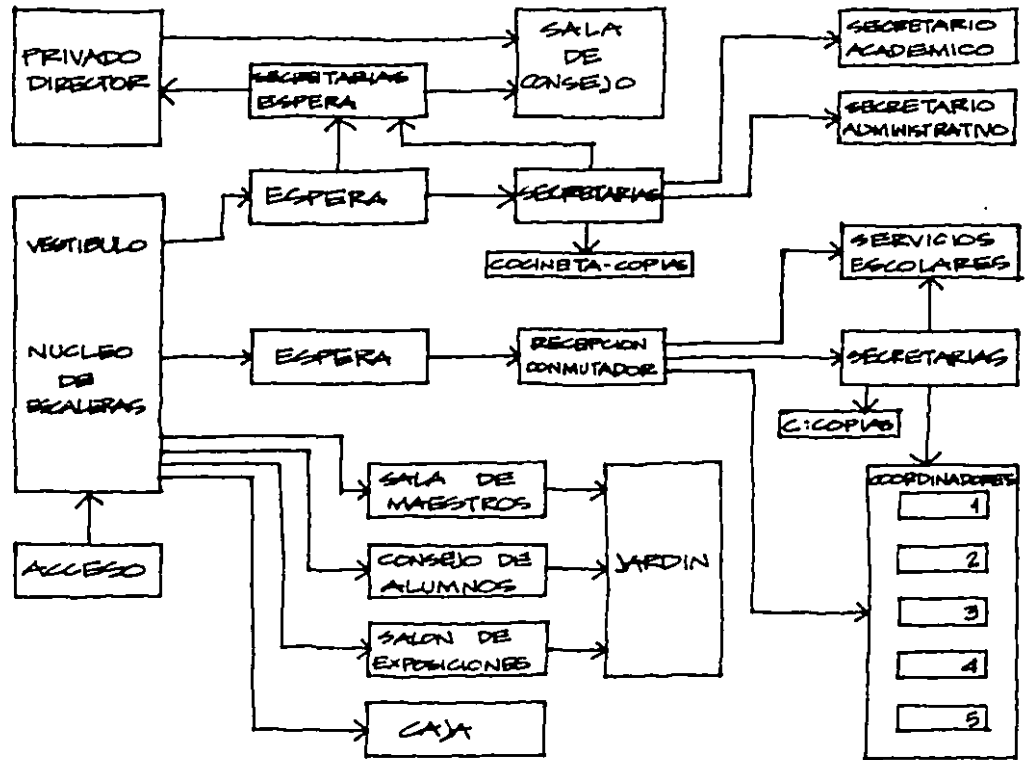 PRIVADO
DIRECTOR
SALA
DE
CONSEJO
SECRETARIAS
ESPERA
SECRETARIO
ACADEMICO
SECRETARIO
ADMINISTRATIVO
VESTIBULO
NUCLEO
DE
ESCALERAS
ESPERA
SECRETARIAS
COCINETA-COPIAS
SERVICIOS
ESCOLARES
ESPERA
RECEPCION
CONMUTADOR
SECRETARIAS
C:COPIAS
SALA DE
MAESTROS
CONSEJO DE
ALUMNOS
SALON DE
EXPOSICIONES
CAJA
JARDIN
COORDINADORES
1
2
3
4
5
ACCESO